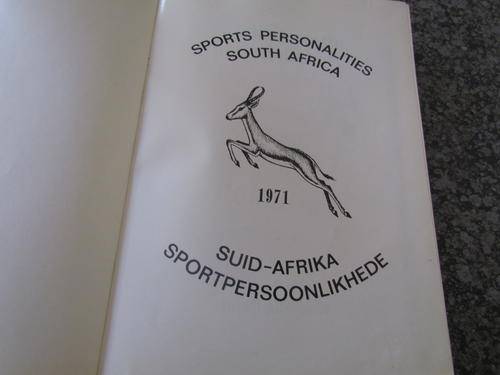 SPORTS PERSONALITIES
SOUTH AFRICA
1971
SUID-AFRIKA
SPORTPERSOONLIKHEDE